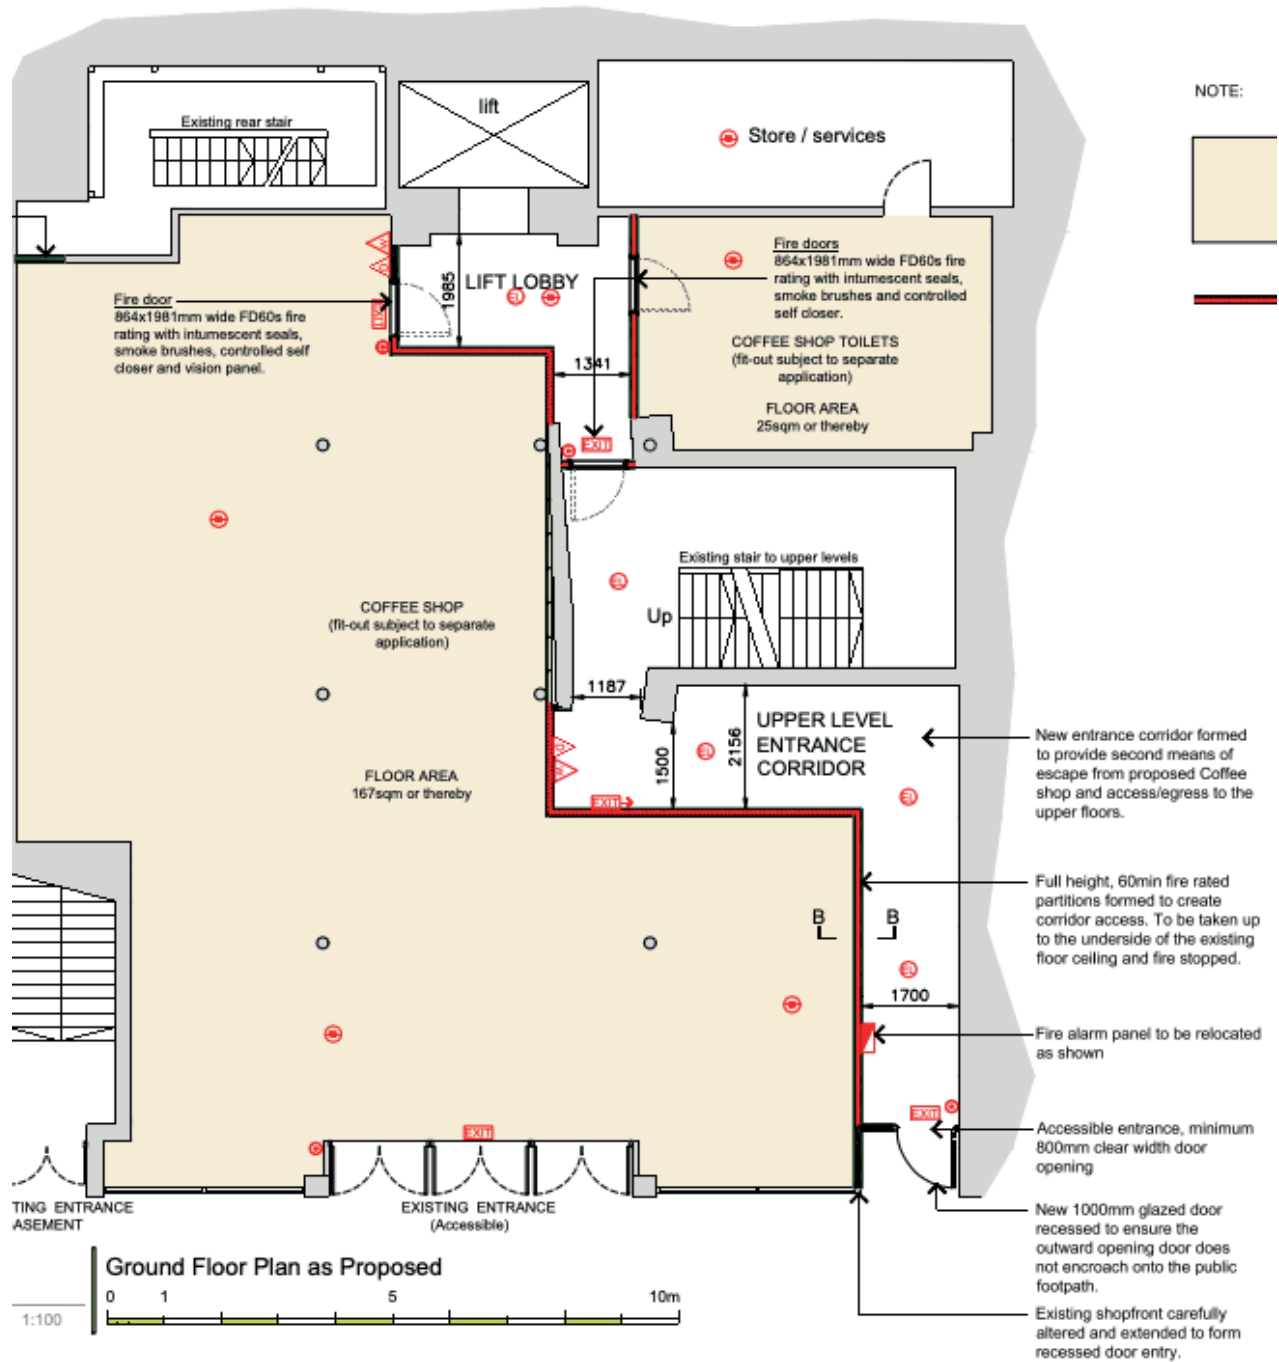 NOTE:
lift
Existing rear stair
Store / services
Fire doors
864x1981mm wide FD60s fire
rating with intumescent seals,
smoke brushes and controlled
self closer.
LIFT LOBBY
1985
EL
Fire door
864x1981mm wide FD60s fire
rating with intumescent seals,
smoke brushes, controlled self
closer and vision panel.
EXIT
COFFEE SHOP TOILETS
(fit-out subject to separate
application)
1341
FLOOR AREA
25sqm or thereby
EXIT
Existing stair to upper levels
EL
Up
COFFEE SHOP
(fit-out subject to separate
application)
1187
UPPER LEVEL
ENTRANCE
CORRIDOR
EL
1500
2156
New entrance corridor formed
to provide second means of
escape from proposed Coffee
shop and access/egress to the
upper floors.
FLOOR AREA
167sqm or thereby
EXIT
EL
Full height, 60min fire rated
partitions formed to create
corridor access. To be taken up
to the underside of the existing
floor ceiling and fire stopped.
B
B
EL
1700
Fire alarm panel to be relocated
as shown
EXIT
EXIT
Accessible entrance, minimum
800mm clear width door
opening
TING ENTRANCE
ASEMENT
EXISTING ENTRANCE
(Accessible)
New 1000mm glazed door
recessed to ensure the
outward opening door does
not encroach onto the public
footpath.
Ground Floor Plan as Proposed
0 1 5 10m
1:100
Existing shopfront carefully
altered and extended to form
recessed door entry.